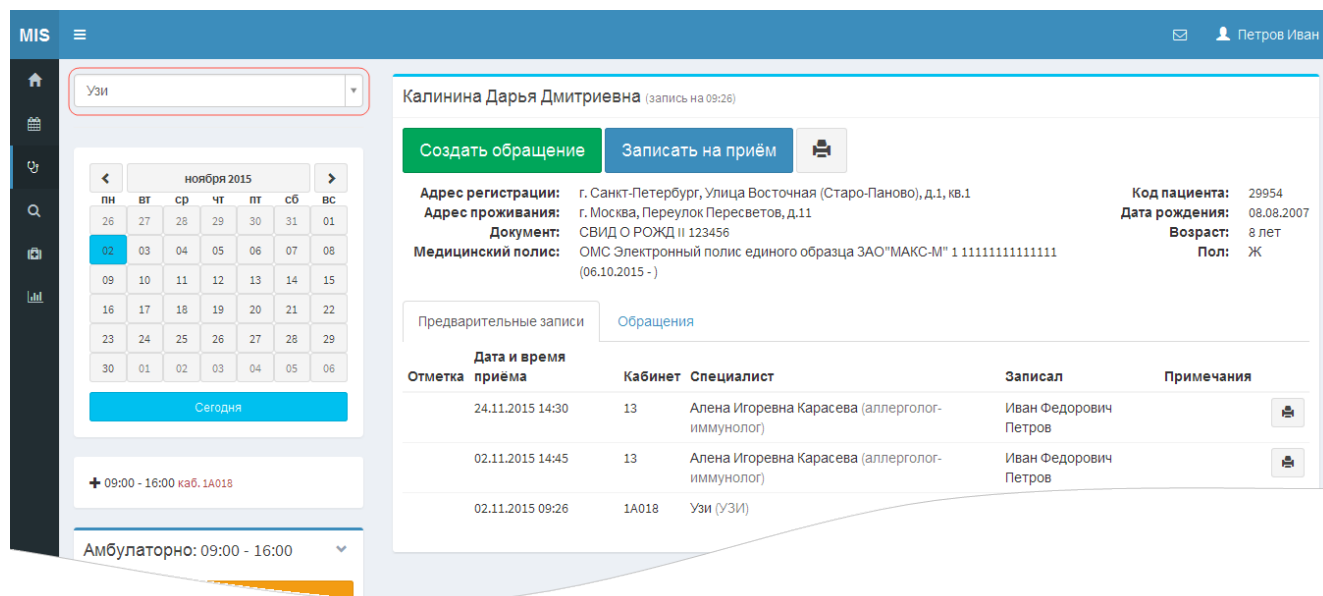 MIS
Петров Иван
Узи
ноября 2015
пн вт ср чт пт сб вс
26 27 28 29 30 31 01
02 03 04 05 06 07 08
09 10 11 12 13 14 15
16 17 18 19 20 21 22
23 24 25 26 27 28 29
30 01 02 03 04 05 06
Сегодня
09:00 - 16:00 каб. 1A018
Амбулаторно: 09:00 - 16:00
Калинина Дарья Дмитриевна (запись на 09:26)
Создать обращение Записать на приём
Адрес регистрации: г. Санкт-Петербург, Улица Восточная (Старо-Паново), д.1, кв.1
Адрес проживания: г. Москва, Переулок Пересветов, д.11
Документ: СВИД О РОЖД II 123456
Медицинский полис: ОМС Электронный полис единого образца ЗАО"МАКС-М" 1 11111111111111
(06.10.2015 - )
Код пациента: 29954
Дата рождения: 08.08.2007
Возраст: 8 лет
Пол: Ж
Предварительные записи Обращения
Дата и время
Отметка приёма Кабинет Специалист Записал Примечания
24.11.2015 14:30 13 Алена Игоревна Карасева (аллерголог- Иван Федорович
иммунолог) Петров
02.11.2015 14:45 13 Алена Игоревна Карасева (аллерголог- Иван Федорович
иммунолог) Петров
02.11.2015 09:26 1A018 Узи (УЗИ)